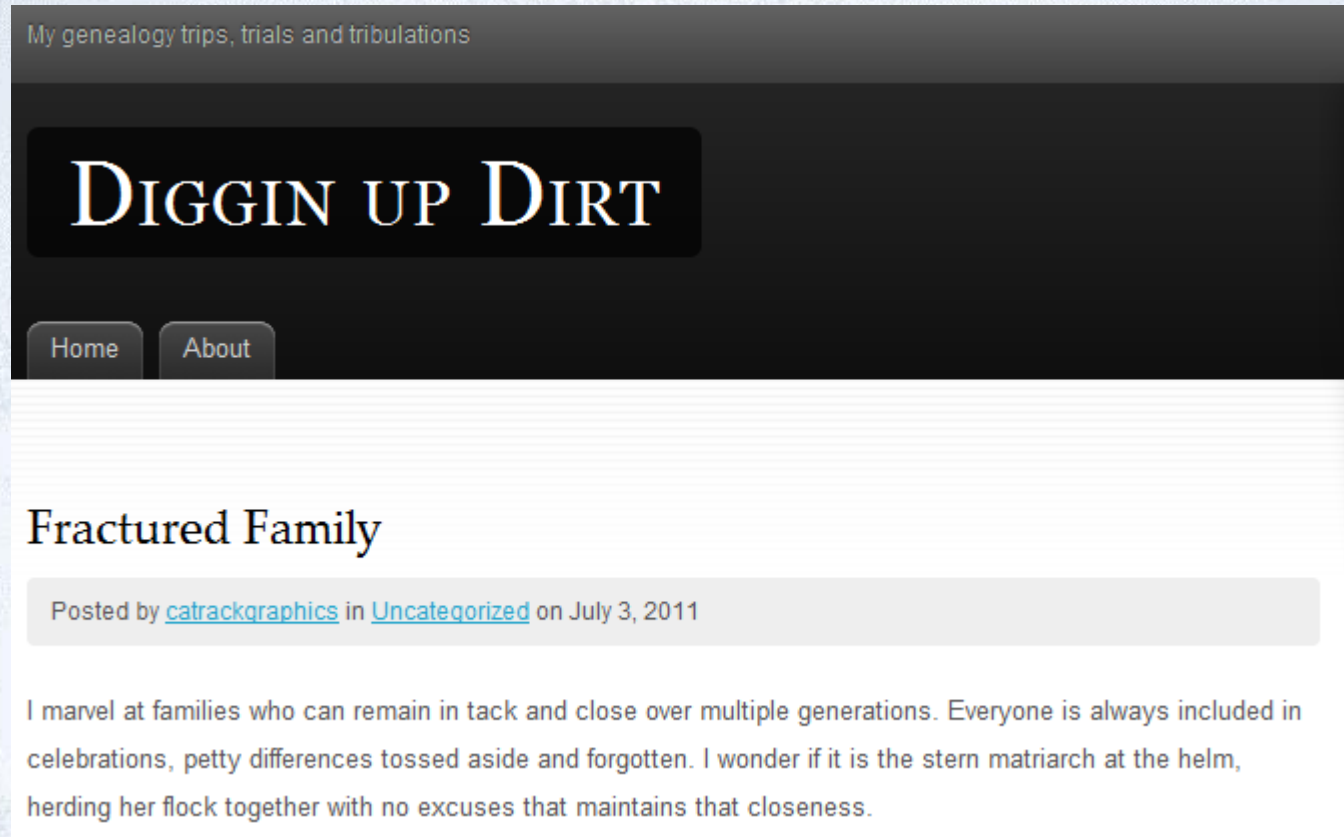 My genealogy trips, trials and tribulations
Diggin up Dirt
Home About
Fractured Family
Posted by catrackgraphics in Uncategorized on July 3, 2011
I marvel at families who can remain in tack and close over multiple generations. Everyone is always included in
celebrations, petty differences tossed aside and forgotten. I wonder if it is the stern matriarch at the helm,
herding her flock together with no excuses that maintains that closeness.